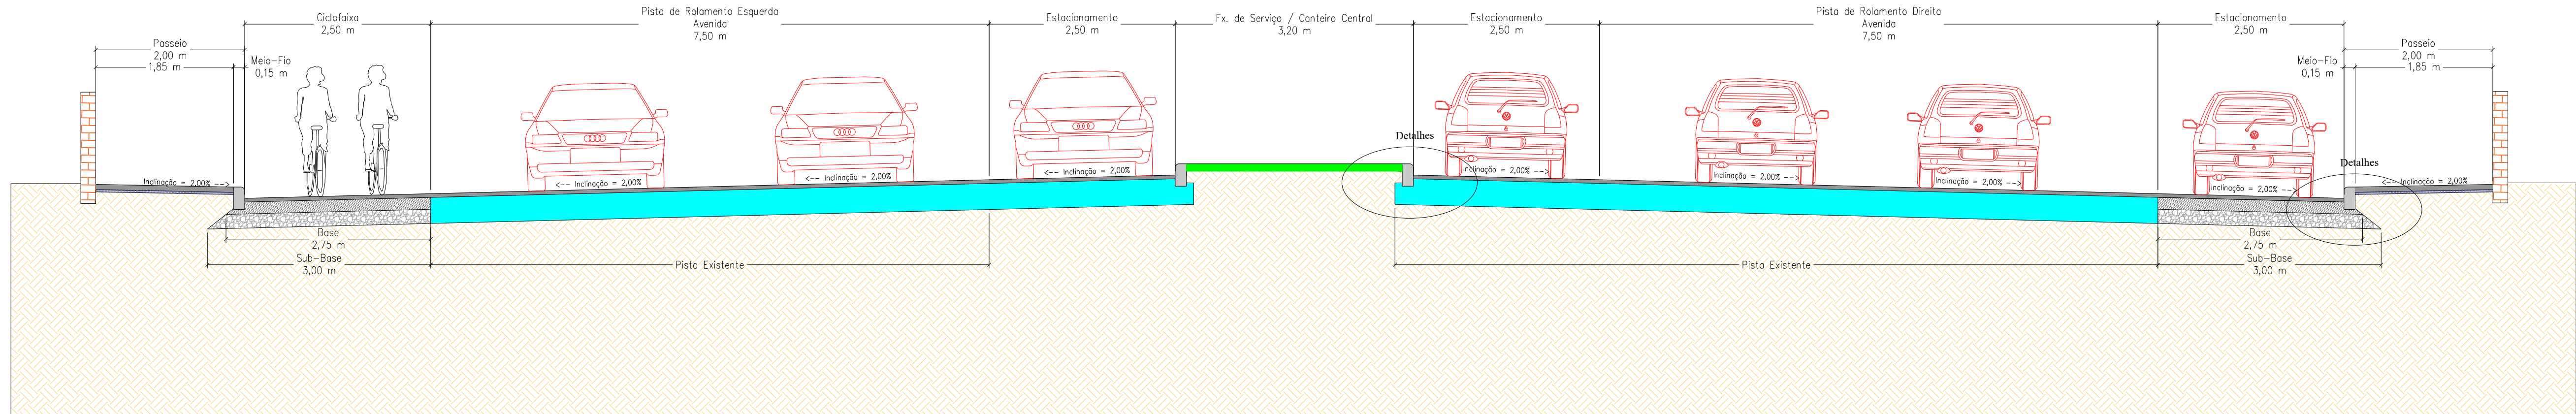 Passeio
2,00 m
1,85 m
Meio-Fio
0,15 m
Ciclofaixa
2,50 m
Pista de Rolamento Esquerda
Avenida
7,50 m
Estacionamento
2,50 m
Fx. de Serviço / Canteiro Central
3,20 m
Estacionamento
2,50 m
Pista de Rolamento Direita
Avenida
7,50 m
Estacionamento
2,50 m
Meio-Fio
0,15 m
Passeio
2,00 m
1,85 m
Detalhes
Detalhes
Inclinação = 2,00% -->
<-- Inclinação = 2,00%
<-- Inclinação = 2,00%
<-- Inclinação = 2,00%
Inclinação = 2,00% -->
Inclinação = 2,00% -->
Inclinação = 2,00% -->
Inclinação = 2,00% -->
<-- Inclinação = 2,00%
Base
2,75 m
Sub-Base
3,00 m
Pista Existente
Pista Existente
Base
2,75 m
Sub-Base
3,00 m